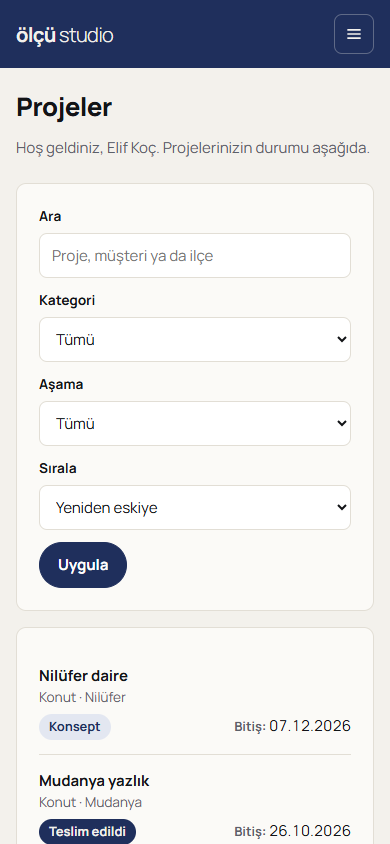 ölçü studio
Projeler
Hoş geldiniz, Elif Koç. Projelerinizin durumu aşağıda.
Ara
Proje, müşteri ya da ilçe
Kategori
Tümü
Aşama
Tümü
Sırala
Yeniden eskiye
Uygula
Nilüfer daire
Konut · Nilüfer
Konsept Bitiş: 07.12.2026
Mudanya yazlık
Konut · Mudanya
Teslim edildi Bitiş: 26.10.2026